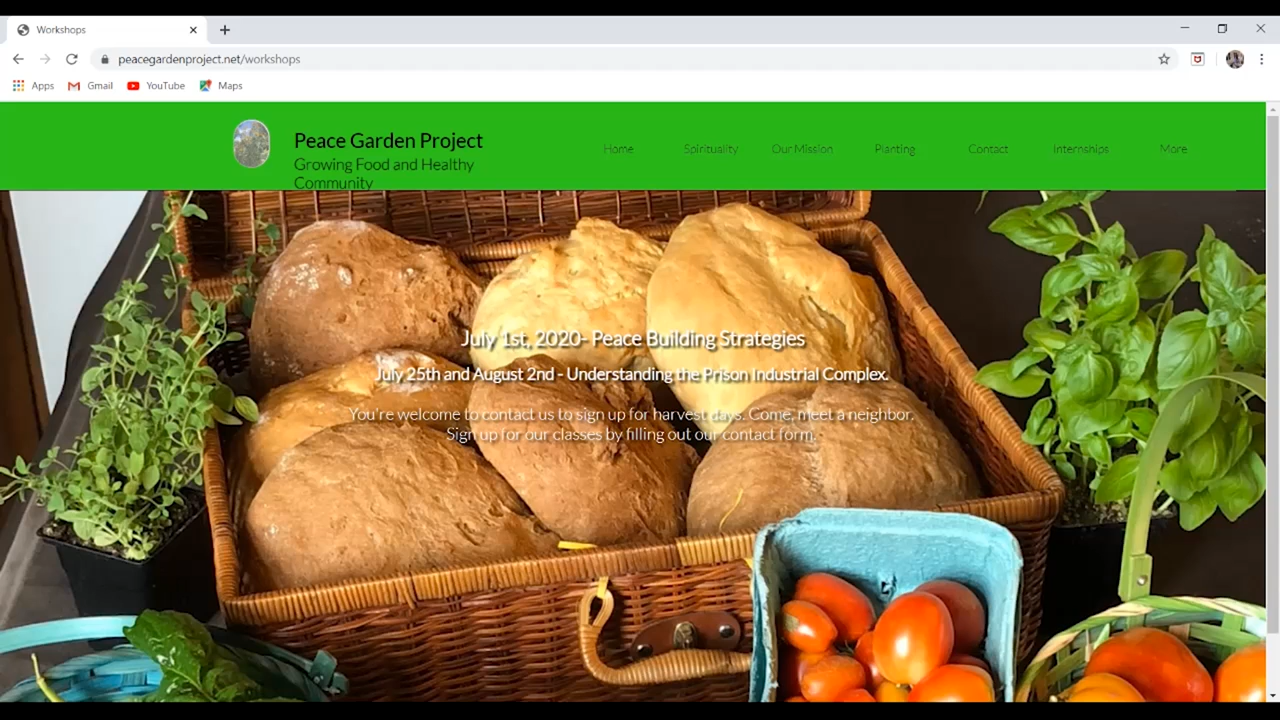 Workshops
peacegardenproject.net/workshops
Apps Gmail YouTube Maps
Peace Garden Project
Growing Food and Healthy
Community
Home Spirituality Our Mission Planting Contact Internships More
July 1st, 2020- Peace Building Strategies
July 25th and August 2nd - Understanding the Prison Industrial Complex.
You're welcome to contact us to sign up for harvest days. Come, meet a neighbor.
Sign up for our classes by filling out our contact form.